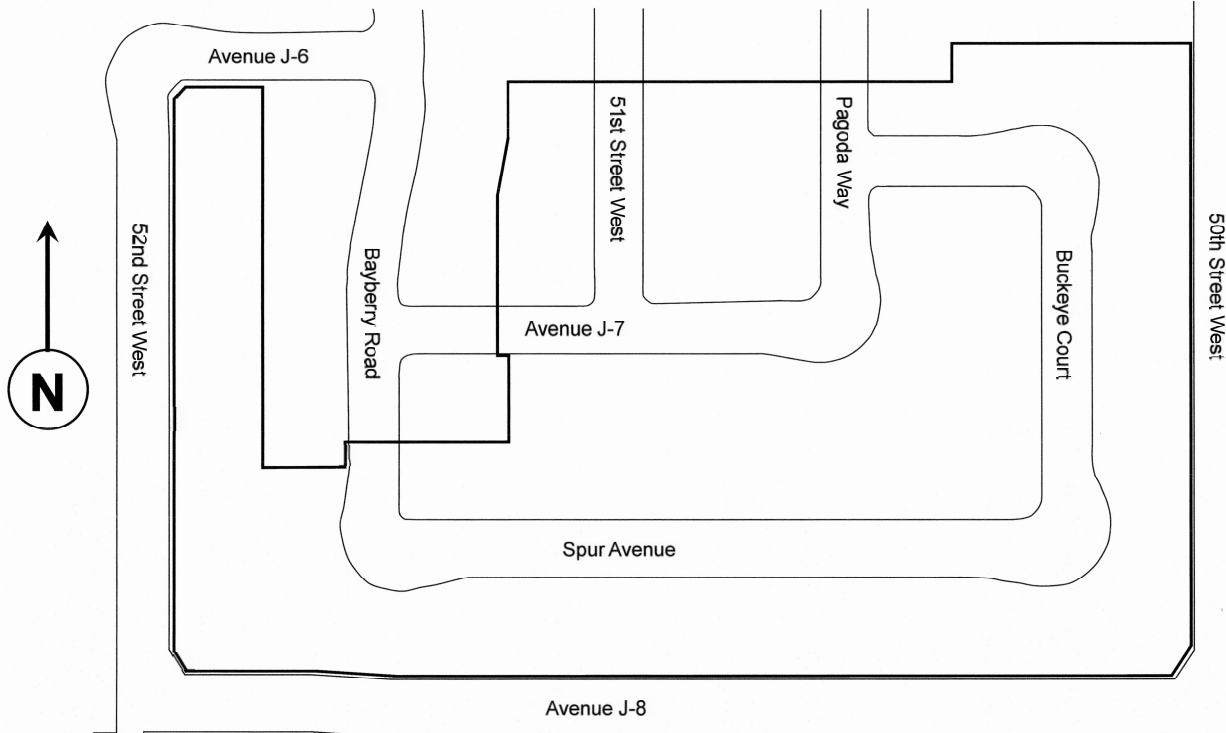 Avenue J-6
51st Street West
Pagoda Way
52nd Street West
Bayberry Road
Buckeye Court
50th Street West
Avenue J-7
N
Spur Avenue
Avenue J-8